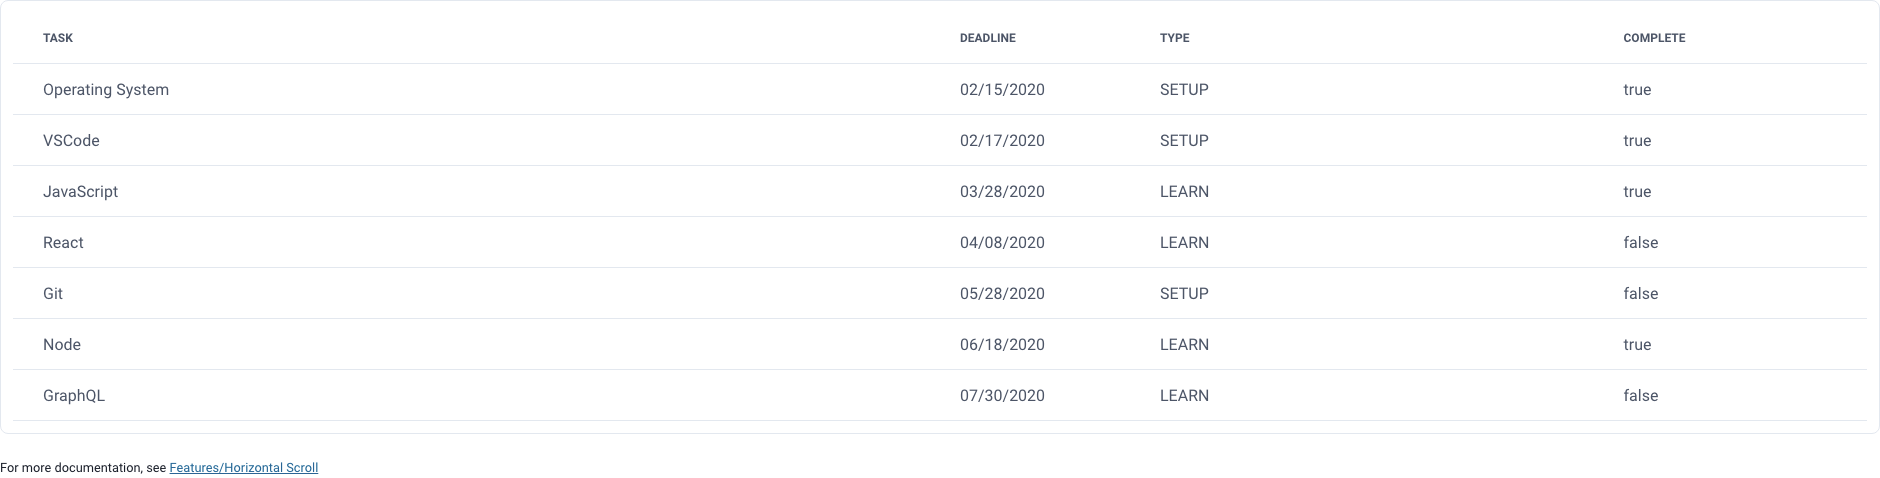 TASK DEADLINE TYPE COMPLETE
Operating System 02/15/2020 SETUP true
VSCode 02/17/2020 SETUP true
JavaScript 03/28/2020 LEARN true
React 04/08/2020 LEARN false
Git 05/28/2020 SETUP false
Node 06/18/2020 LEARN true
GraphQL 07/30/2020 LEARN false
For more documentation, see Features/Horizontal Scroll